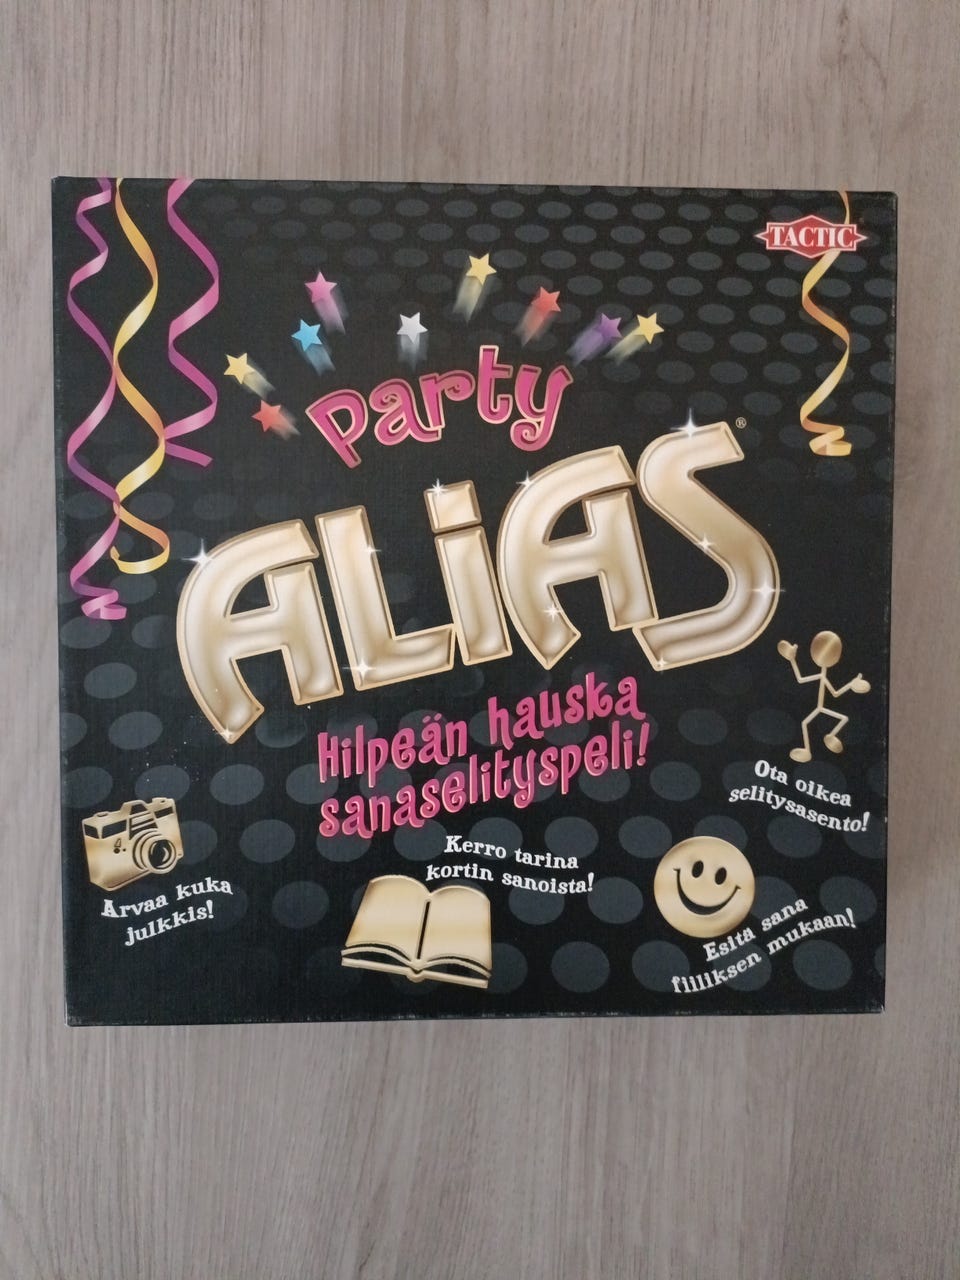 TACTIC
party
ALiAS®
Hilpeän hauska
sanaselityspeli!
Ota oikea
selitysasento!
Kerro tarina
kortin sanoista!
Arvaa kuka
julkkis!
Esitä sana
fiiliksen mukaan!